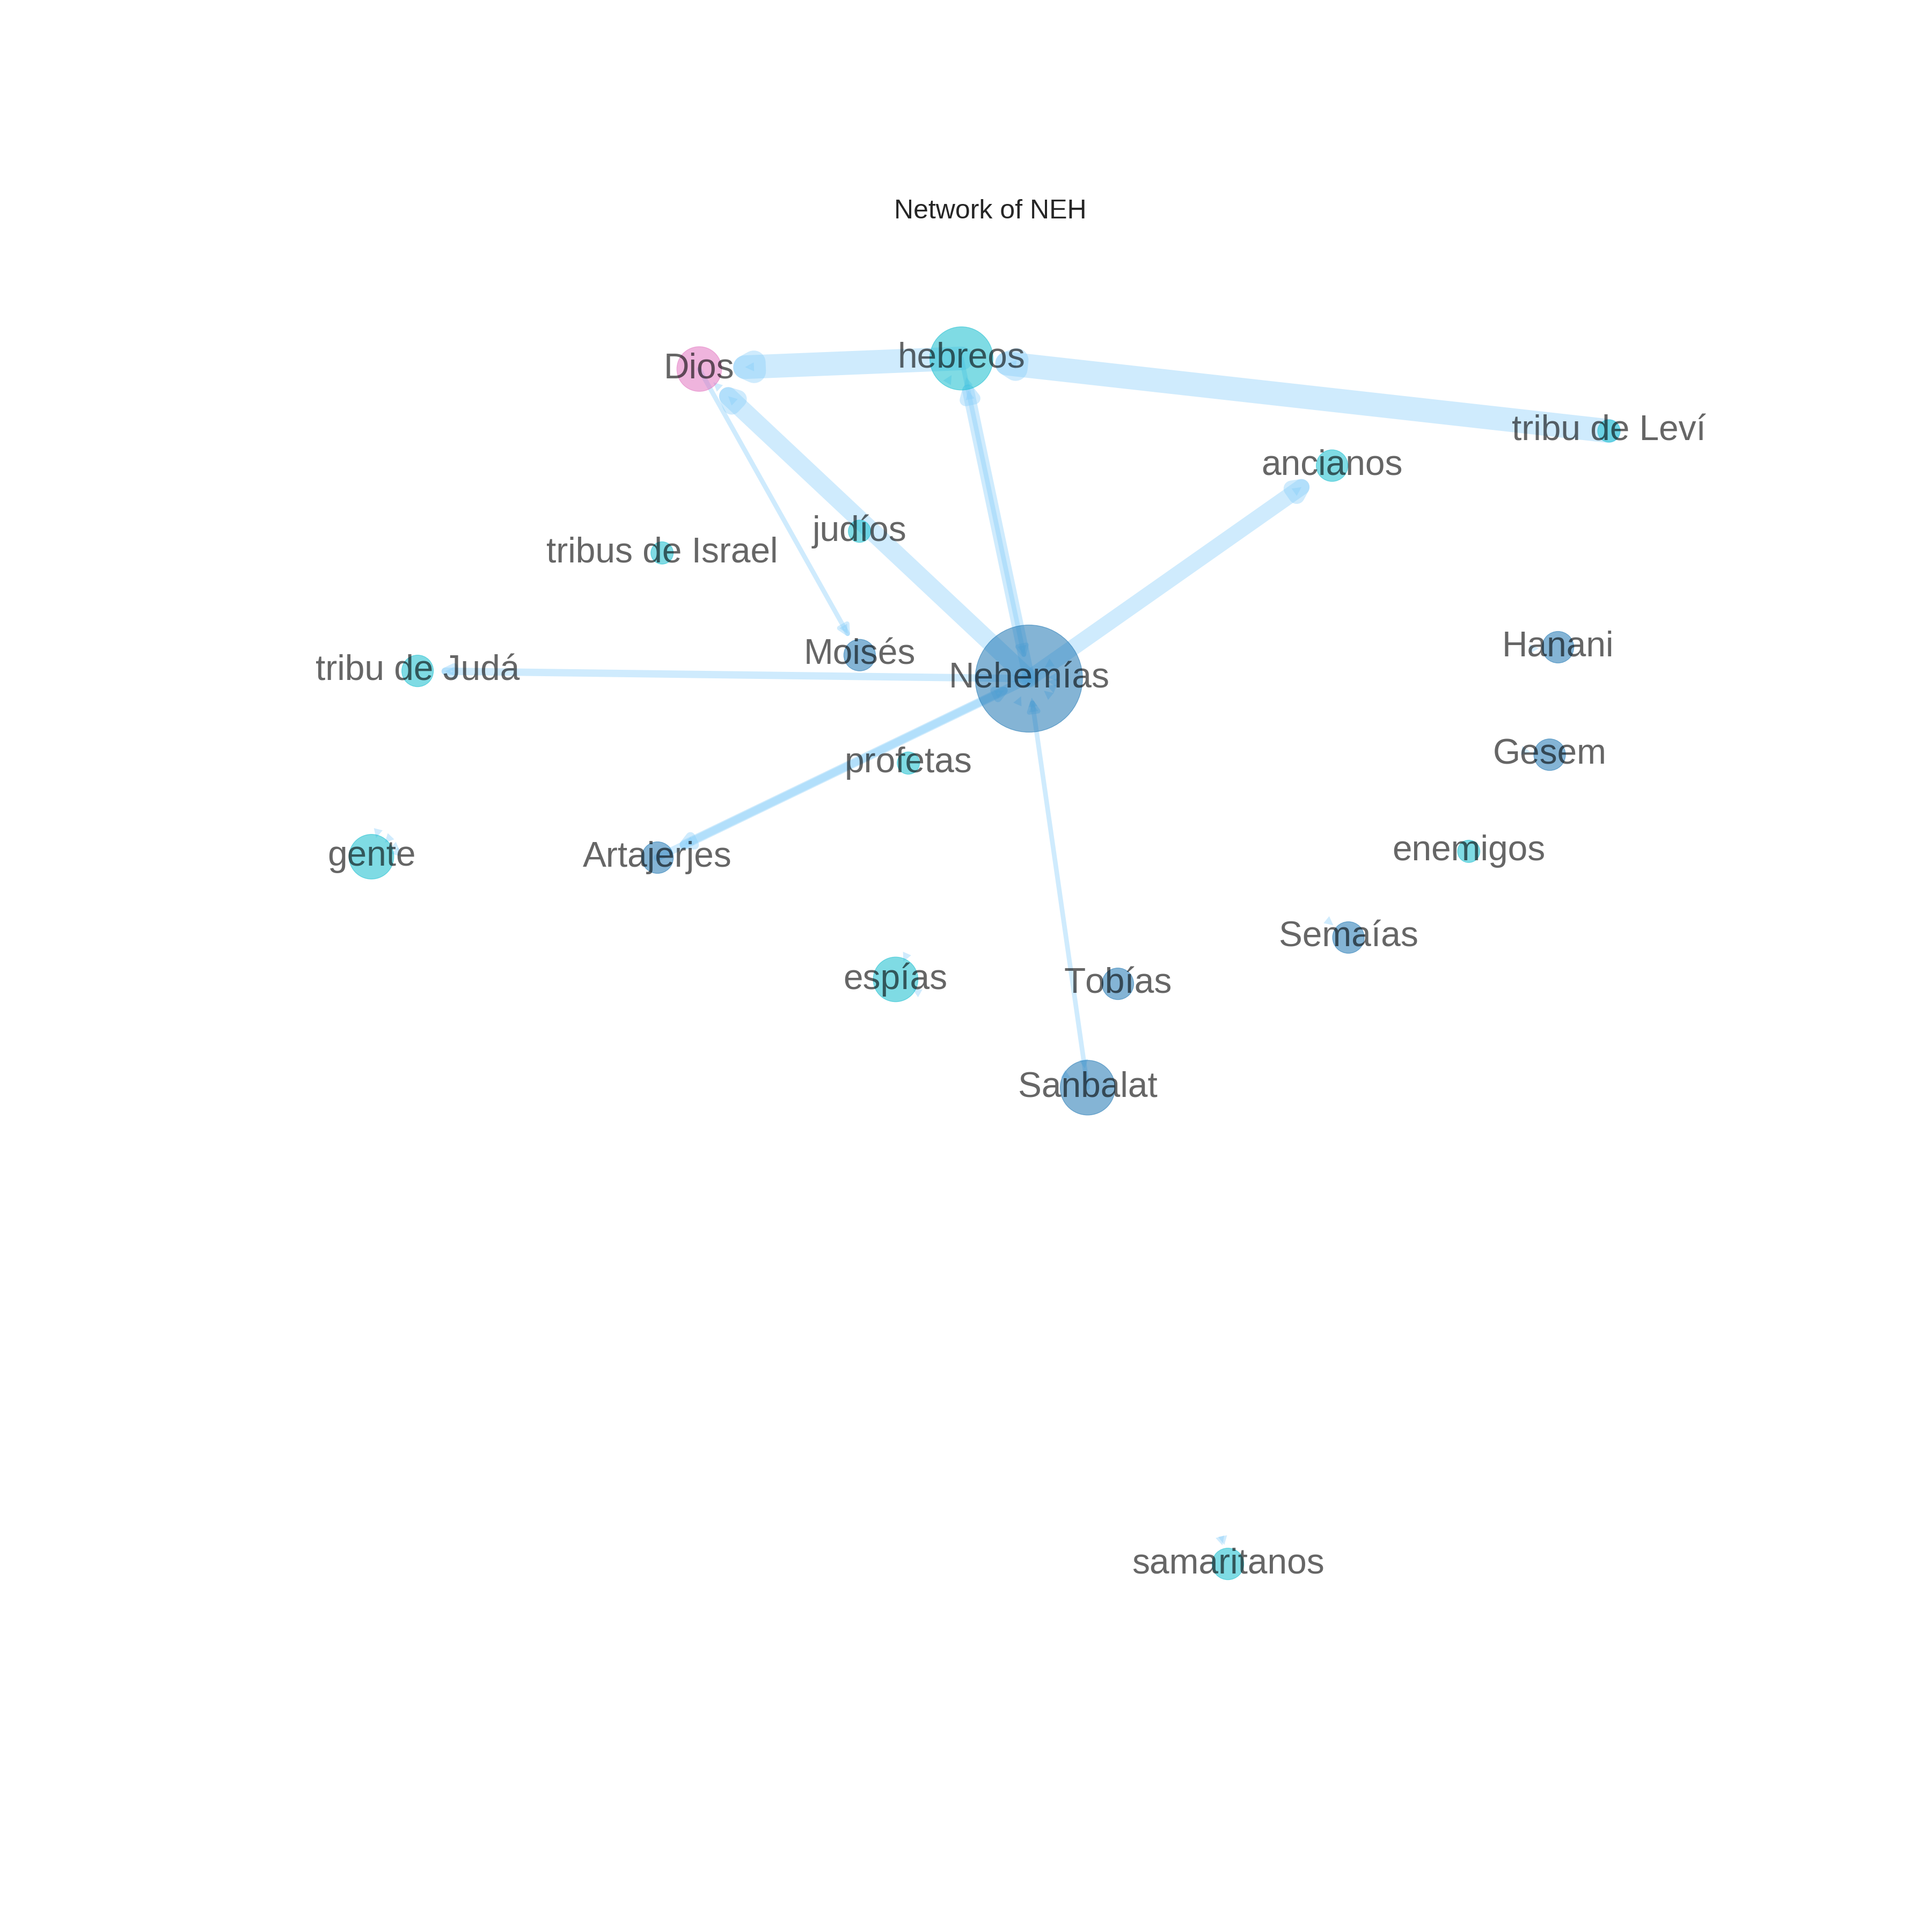 Network of NEH
Dios
hebreos
tribu de Leví
ancianos
judíos
tribus de Israel
Hanani
Moisés
tribu de Judá
Nehemías
Gesem
profetas
enemigos
gente
Artajerjes
Semaías
espías
Tobías
Sanbalat
samaritanos